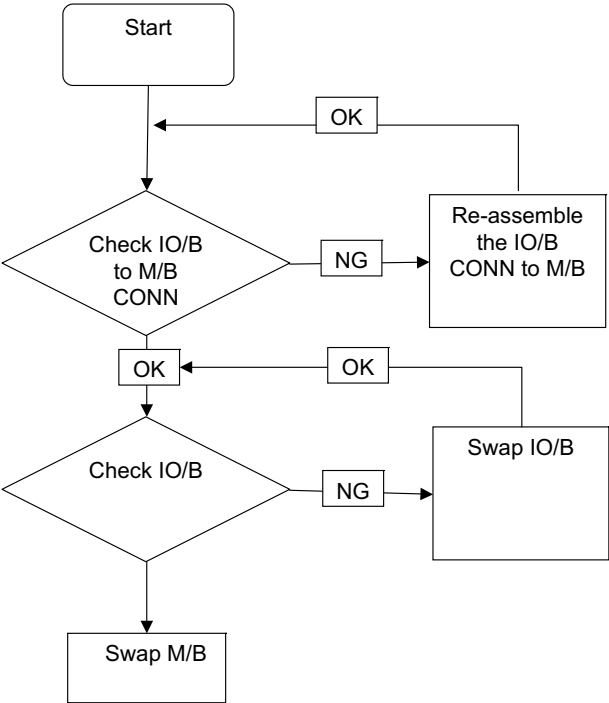 Start
OK
Check IO/B
to M/B
CONN
NG
Re-assemble
the IO/B
CONN to M/B
OK
OK
Check IO/B
NG
Swap IO/B
Swap M/B